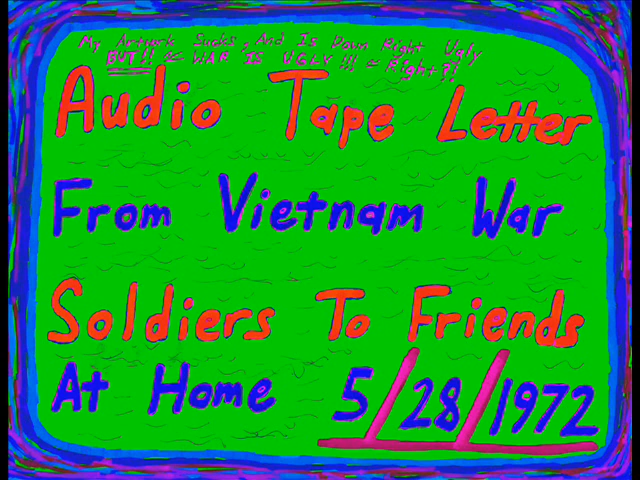 My Artwork Sucks, And Is Down Right Ugly
BUT!! ~ WAR IS UGLY!!! ~ Right?!
Audio Tape Letter
From Vietnam War
Soldiers To Friends
At Home 5/28/1972